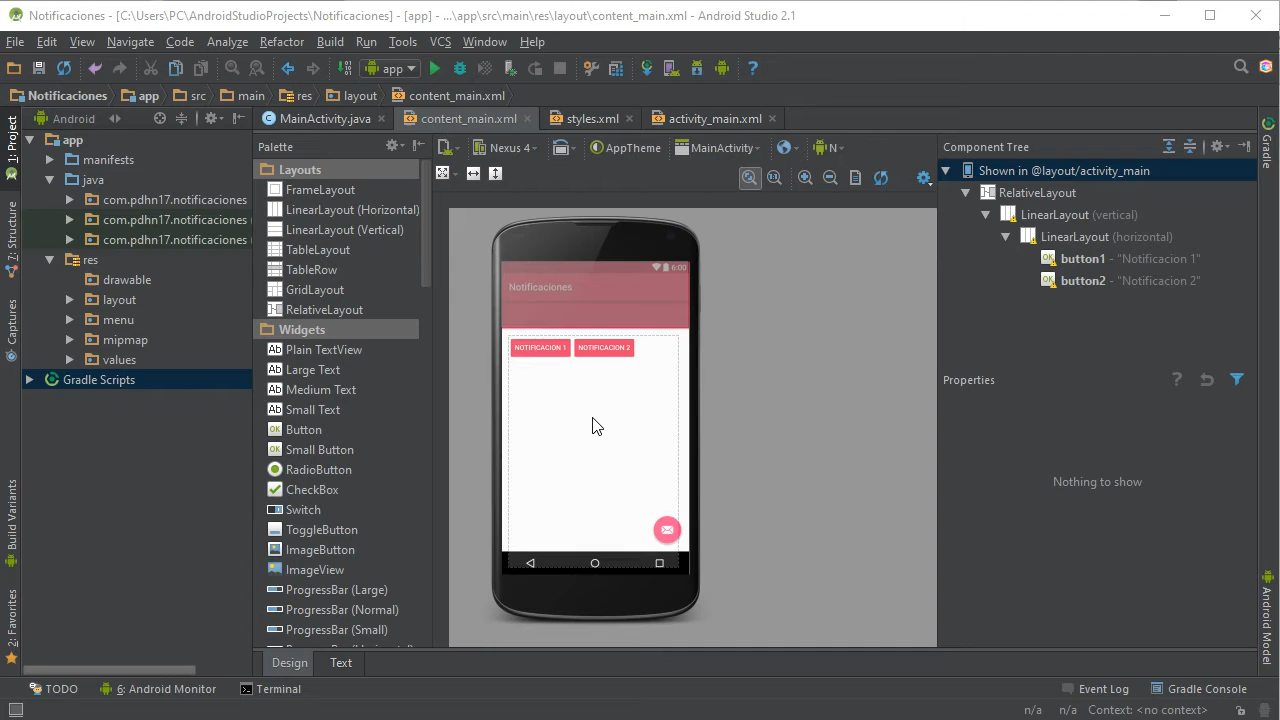 Notificaciones - [C:\Users\PC\AndroidStudioProjects\Notificaciones] - [app] - ...\app\src\main\res\layout\content_main.xml - Android Studio 2.1
File Edit View Navigate Code Analyze Refactor Build Run Tools VCS Window Help
app
Notificaciones app src main res layout content_main.xml
Android
MainActivity.java content_main.xml styles.xml activity_main.xml
1: Project
Z: Structure
Captures
Build Variants
2: Favorites
app
manifests
java
com.pdhn17.notificaciones
com.pdhn17.notificaciones
com.pdhn17.notificaciones
res
drawable
layout
menu
mipmap
values
Gradle Scripts
Palette
Layouts
FrameLayout
LinearLayout (Horizontal)
LinearLayout (Vertical)
TableLayout
TableRow
GridLayout
RelativeLayout
Widgets
Plain TextView
Large Text
Medium Text
Small Text
Button
Small Button
RadioButton
CheckBox
Switch
ToggleButton
ImageButton
ImageView
ProgressBar (Large)
ProgressBar (Normal)
ProgressBar (Small)
Nexus 4 AppTheme MainActivity N
6:00
Notificaciones
NOTIFICACION 1 NOTIFICACION 2
Component Tree
Shown in @layout/activity_main
RelativeLayout
LinearLayout (vertical)
LinearLayout (horizontal)
button1 - "Notificacion 1"
button2 - "Notificacion 2"
Properties
Nothing to show
Gradle
Android Model
Design Text
TODO 6: Android Monitor Terminal Event Log Gradle Console
n/a n/a Context: <no context>